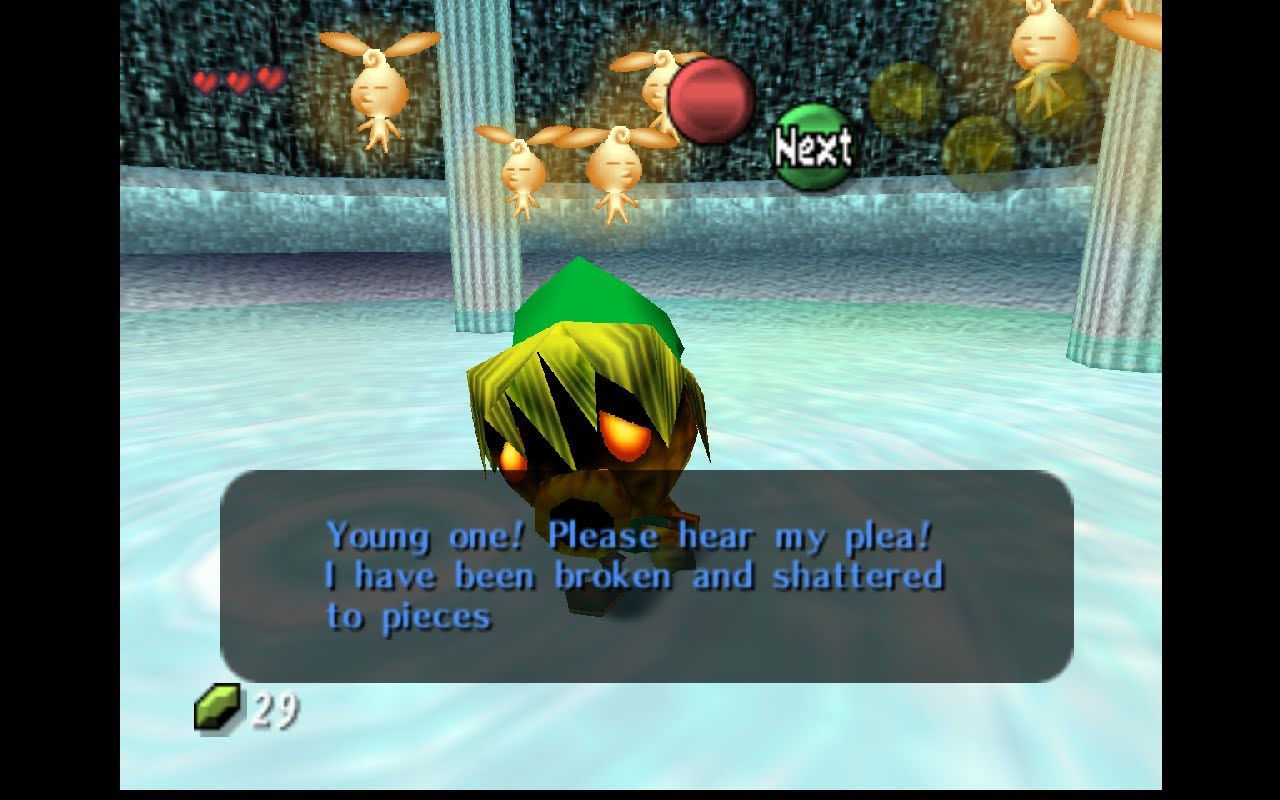 Next
Young one! Please hear my plea!
I have been broken and shattered
to pieces
29